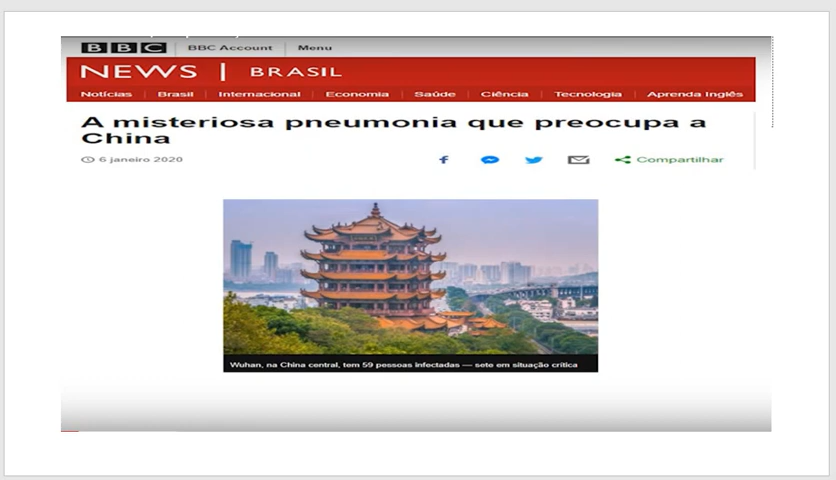 BBC BBC Account Menu
NEWS | BRASIL
Notícias Brasil Internacional Economia Saúde Ciência Tecnologia Aprenda Inglês
A misteriosa pneumonia que preocupa a
China
6 janeiro 2020 Compartilhar
Wuhan, na China central, tem 59 pessoas infectadas — sete em situação crítica